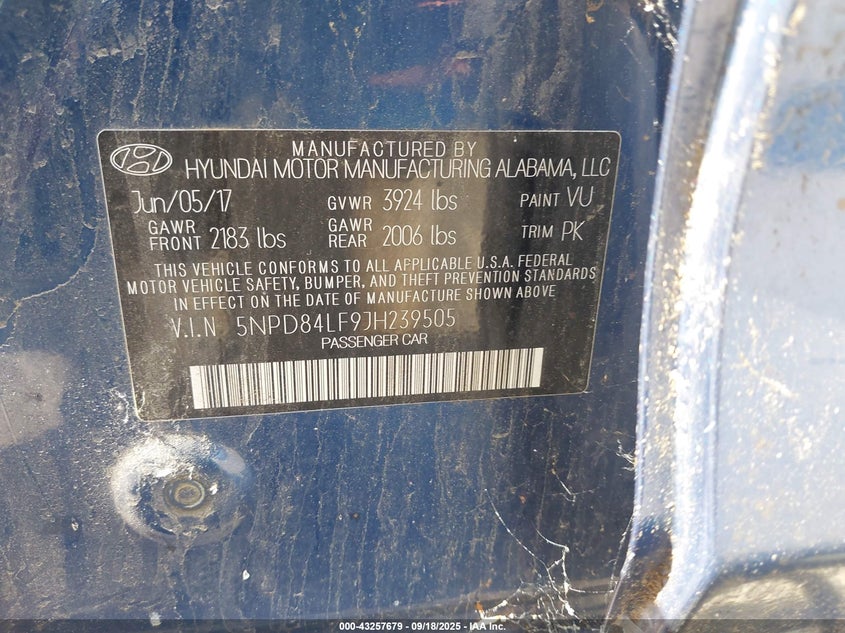 MANUFACTURED BY
HYUNDAI MOTOR MANUFACTURING ALABAMA, LLC
Jun/05/17 GVWR 3924 lbs PAINT VU
GAWR FRONT 2183 lbs GAWR REAR 2006 lbs TRIM PK
THIS VEHICLE CONFORMS TO ALL APPLICABLE U.S.A. FEDERAL
MOTOR VEHICLE SAFETY, BUMPER, AND THEFT PREVENTION STANDARDS
IN EFFECT ON THE DATE OF MANUFACTURE SHOWN ABOVE
V.I.N 5NPD84LF9JH239505
PASSENGER CAR
000-43257679 - 09/18/2025 - IAA Inc.